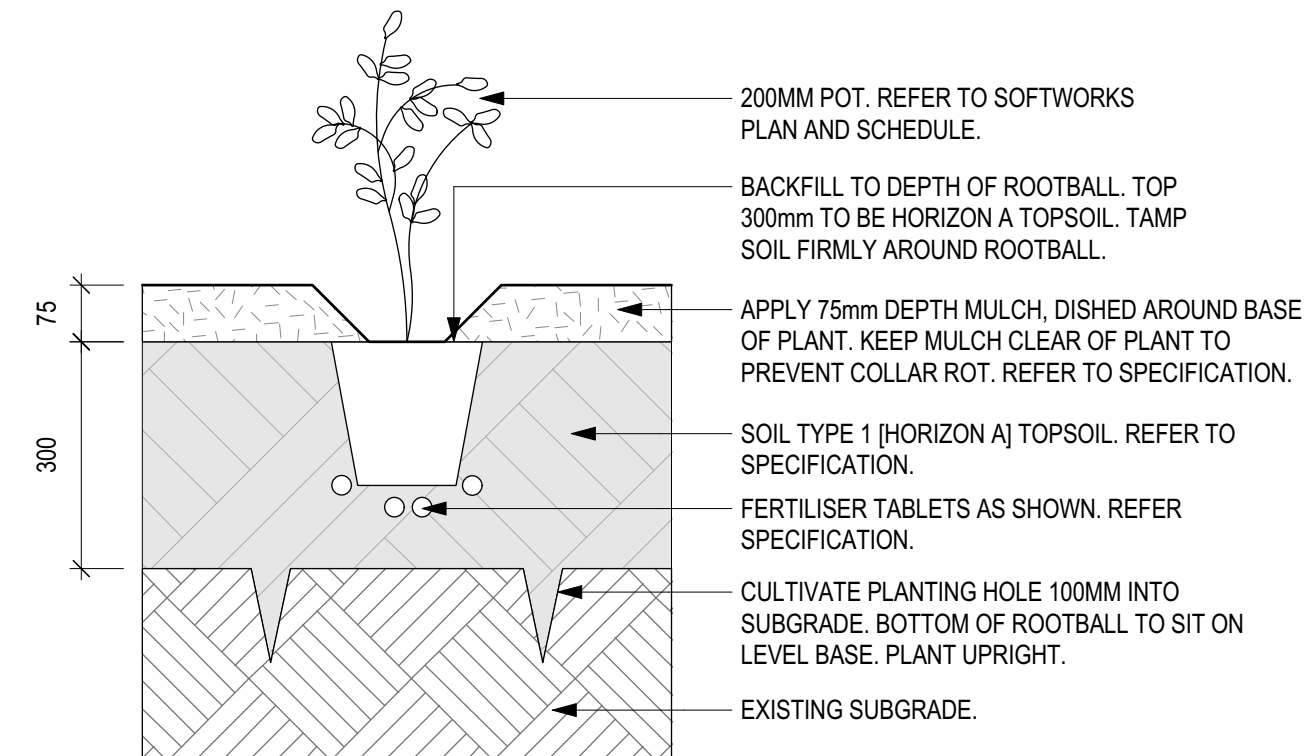 200MM POT. REFER TO SOFTWORKS
PLAN AND SCHEDULE.
BACKFILL TO DEPTH OF ROOTBALL. TOP
300mm TO BE HORIZON A TOPSOIL. TAMP
SOIL FIRMLY AROUND ROOTBALL.
75
APPLY 75mm DEPTH MULCH, DISHED AROUND BASE
OF PLANT. KEEP MULCH CLEAR OF PLANT TO
PREVENT COLLAR ROT. REFER TO SPECIFICATION.
300
SOIL TYPE 1 [HORIZON A] TOPSOIL. REFER TO
SPECIFICATION.
FERTILISER TABLETS AS SHOWN. REFER
SPECIFICATION.
CULTIVATE PLANTING HOLE 100MM INTO
SUBGRADE. BOTTOM OF ROOTBALL TO SIT ON
LEVEL BASE. PLANT UPRIGHT.
EXISTING SUBGRADE.